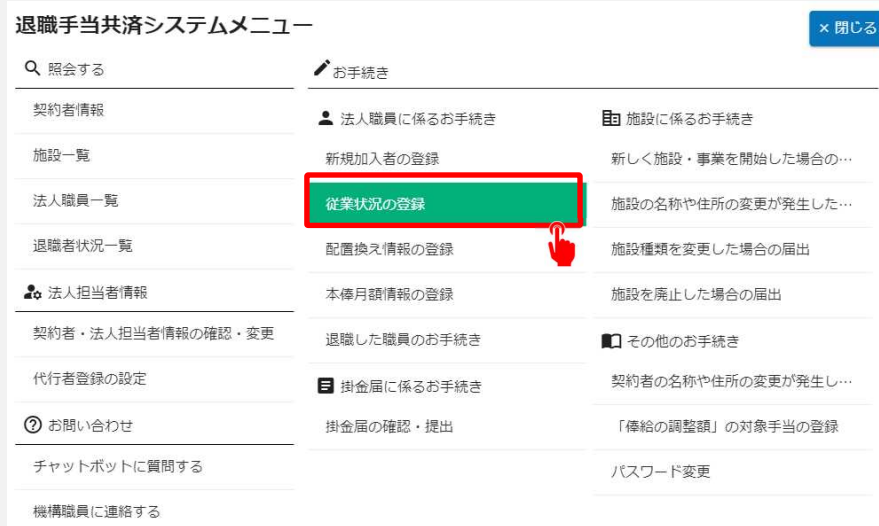 退職手当共済システムメニュー
× 閉じる
照会する
契約者情報
施設一覧
法人職員一覧
退職者状況一覧
法人担当者情報
契約者・法人担当者情報の確認・変更
代行者登録の設定
お問い合わせ
チャットボットに質問する
機構職員に連絡する
お手続き
法人職員に係るお手続き
新規加入者の登録
従業状況の登録
配置換え情報の登録
本俸月額情報の登録
退職した職員のお手続き
掛金届に係るお手続き
掛金届の確認・提出
施設に係るお手続き
新しく施設・事業を開始した場合の…
施設の名称や住所の変更が発生した…
施設種類を変更した場合の届出
施設を廃止した場合の届出
その他のお手続き
契約者の名称や住所の変更が発生し…
「俸給の調整額」の対象手当の登録
パスワード変更